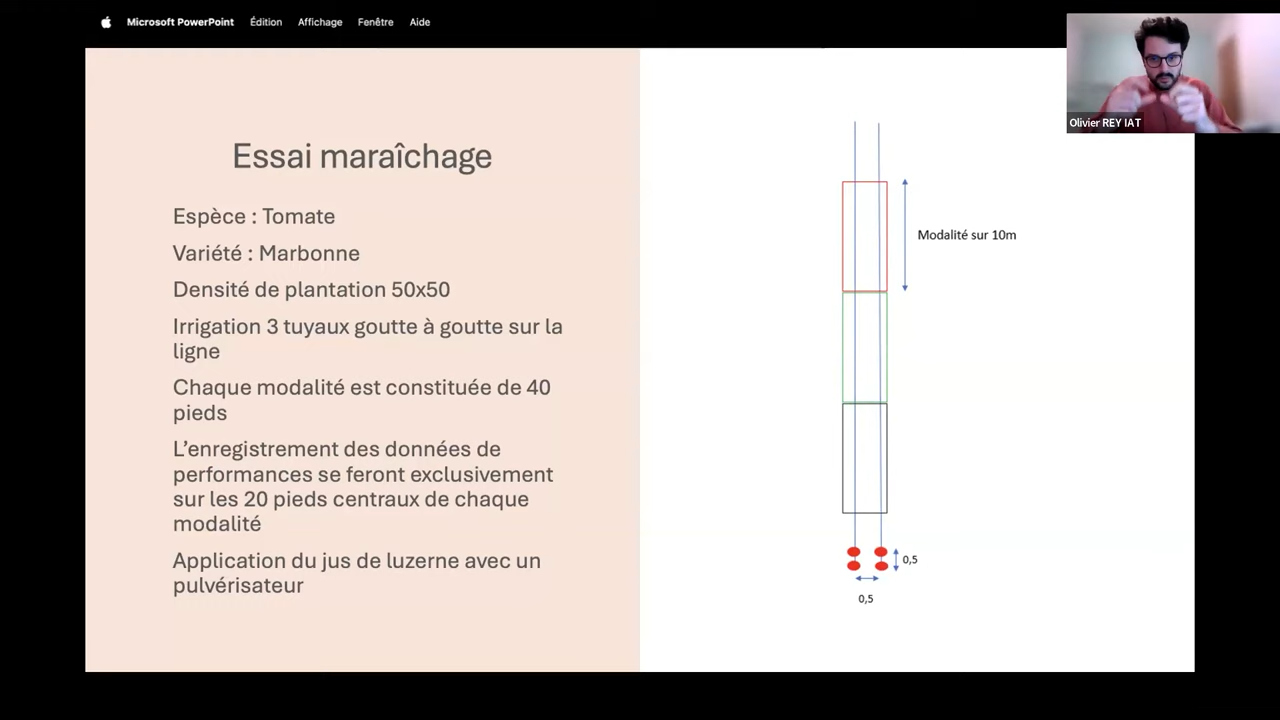 Microsoft PowerPoint Édition Affichage Fenêtre Aide
Olivier REY IAT
Essai maraîchage
Espèce : Tomate
Variété : Marbonne
Densité de plantation 50x50
Irrigation 3 tuyaux goutte à goutte sur la
ligne
Chaque modalité est constituée de 40
pieds
L’enregistrement des données de
performances se feront exclusivement
sur les 20 pieds centraux de chaque
modalité
Application du jus de luzerne avec un
pulvérisateur
Modalité sur 10m
0,5
0,5